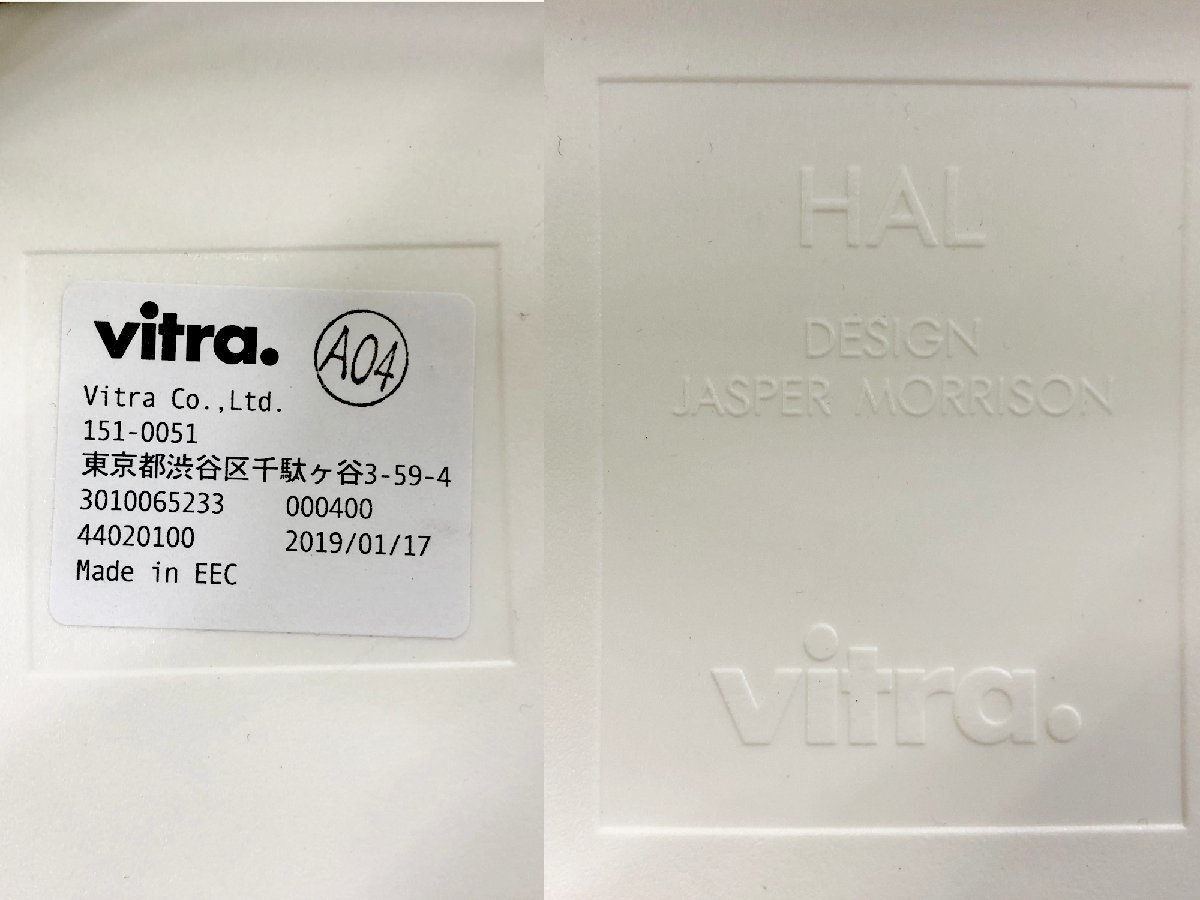 vitra.
A04
Vitra Co.,Ltd.
151-0051
東京都渋谷区千駄ヶ谷3-59-4
3010065233 000400
44020100 2019/01/17
Made in EEC
HAL
DESIGN
JASPER MORRISON
vitra.